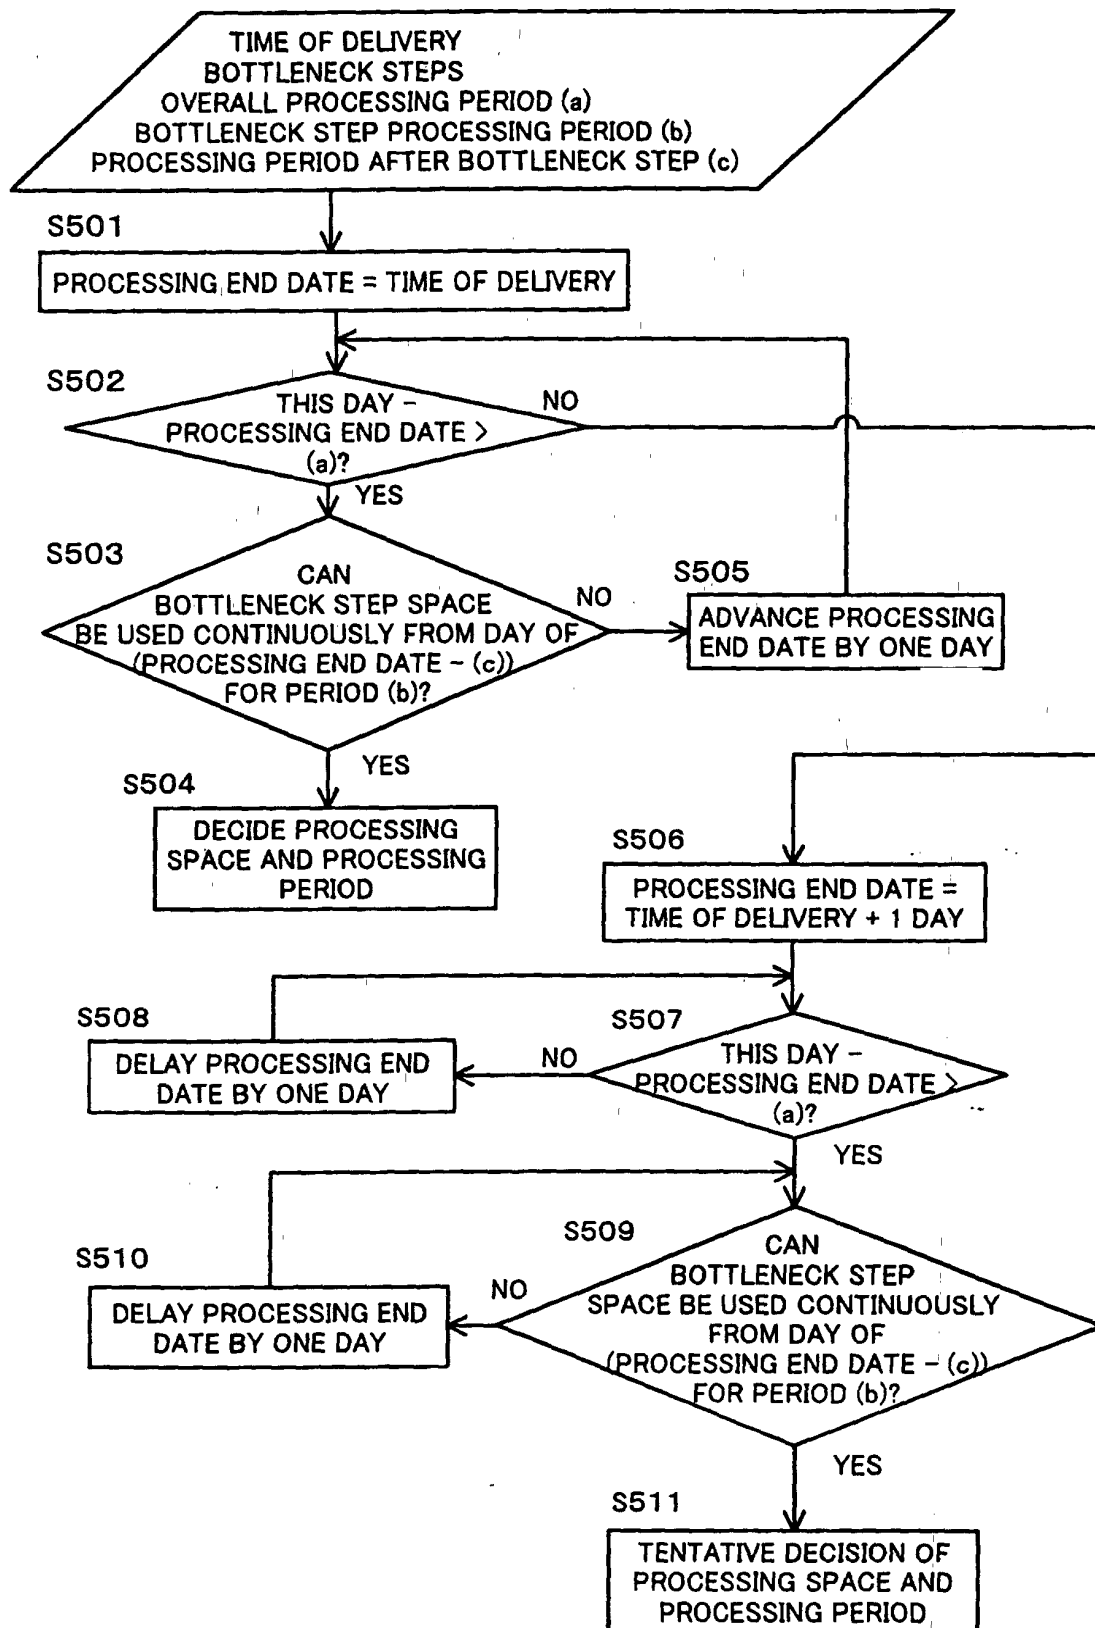 TIME OF DELIVERY
BOTTLENECK STEPS
OVERALL PROCESSING PERIOD (a)
BOTTLENECK STEP PROCESSING PERIOD (b)
PROCESSING PERIOD AFTER BOTTLENECK STEP (c)
S501
PROCESSING END DATE = TIME OF DELIVERY
S502
THIS DAY –
PROCESSING END DATE >
(a)?
NO
YES
S503
CAN
BOTTLENECK STEP SPACE
BE USED CONTINUOUSLY FROM DAY OF
(PROCESSING END DATE – (c))
FOR PERIOD (b)?
NO
S505
ADVANCE PROCESSING
END DATE BY ONE DAY
YES
S504
DECIDE PROCESSING
SPACE AND PROCESSING
PERIOD
S506
PROCESSING END DATE =
TIME OF DELIVERY + 1 DAY
S508
DELAY PROCESSING END
DATE BY ONE DAY
NO
S507
THIS DAY –
PROCESSING END DATE >
(a)?
YES
S510
DELAY PROCESSING END
DATE BY ONE DAY
NO
S509
CAN
BOTTLENECK STEP
SPACE BE USED CONTINUOUSLY
FROM DAY OF
(PROCESSING END DATE – (c))
FOR PERIOD (b)?
YES
S511
TENTATIVE DECISION OF
PROCESSING SPACE AND
PROCESSING PERIOD